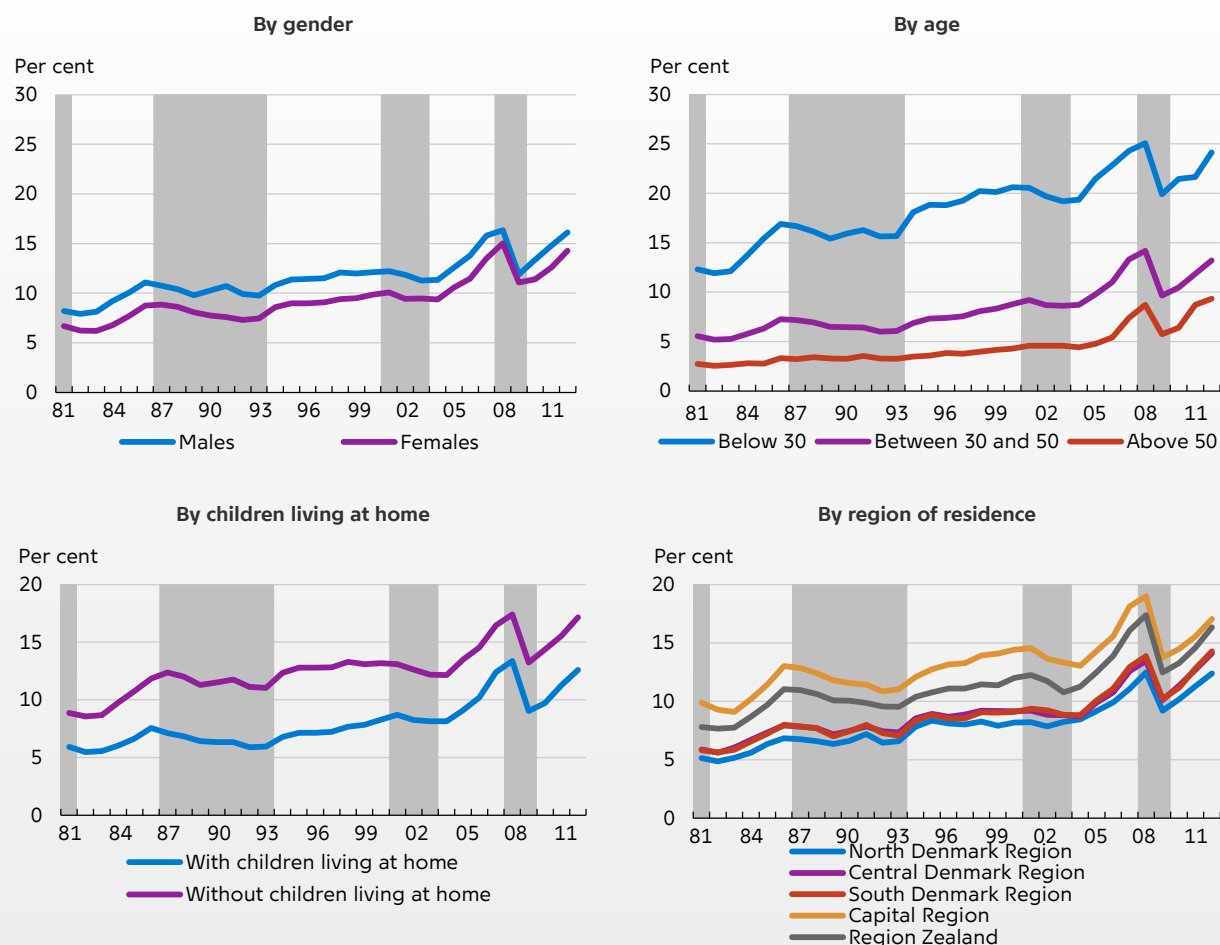 By gender
Per cent
30
25
20
15
10
5
0
81 84 87 90 93 96 99 02 05 08 11
Males Females
By age
Per cent
30
25
20
15
10
5
0
81 84 87 90 93 96 99 02 05 08 11
Below 30 Between 30 and 50 Above 50
By children living at home
Per cent
20
15
10
5
0
81 84 87 90 93 96 99 02 05 08 11
With children living at home
Without children living at home
By region of residence
Per cent
20
15
10
5
0
81 84 87 90 93 96 99 02 05 08 11
North Denmark Region
Central Denmark Region
South Denmark Region
Capital Region
Region Zealand